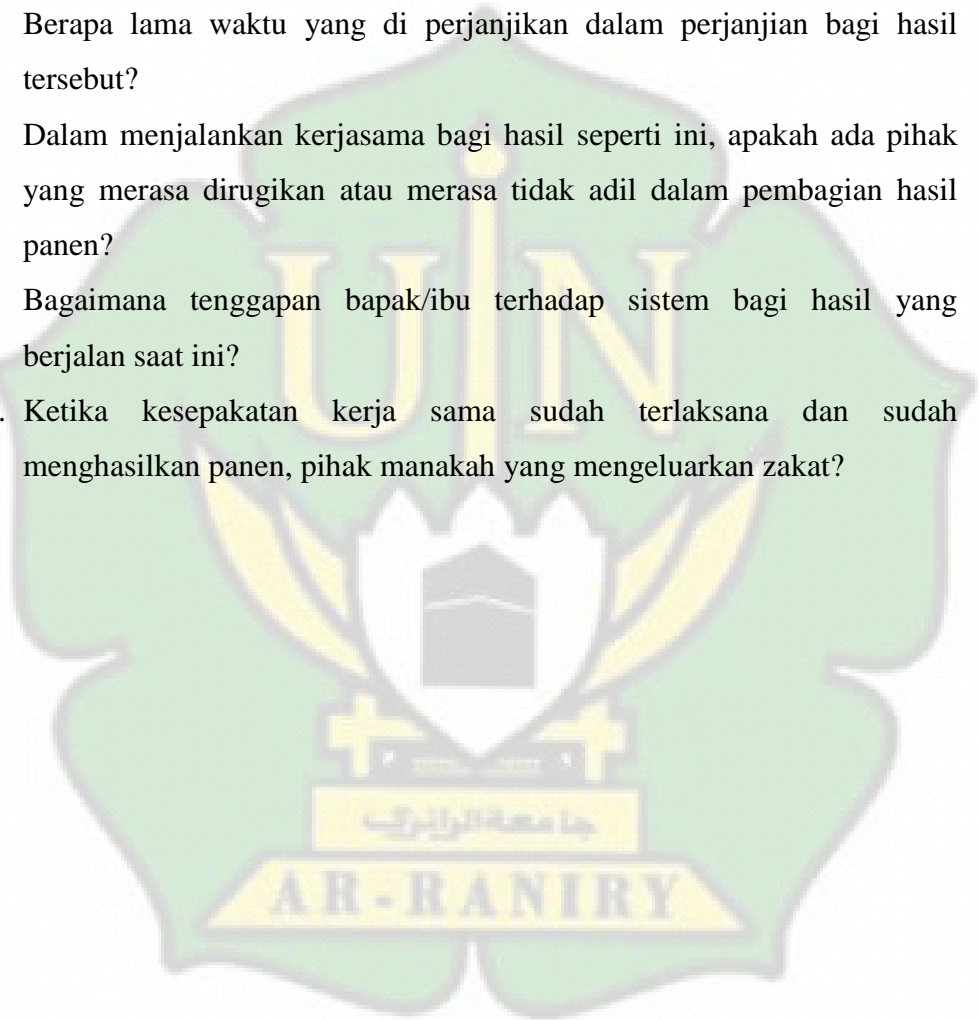 Berapa lama waktu yang di perjanjikan dalam perjanjian bagi hasil
tersebut?
Dalam menjalankan kerjasama bagi hasil seperti ini, apakah ada pihak
yang merasa dirugikan atau merasa tidak adil dalam pembagian hasil
panen?
Bagaimana tenggapan bapak/ibu terhadap sistem bagi hasil yang
berjalan saat ini?
. Ketika kesepakatan kerja sama sudah terlaksana dan sudah
menghasilkan panen, pihak manakah yang mengeluarkan zakat?
UIN
جامعة الرانري
AR-RANIRY